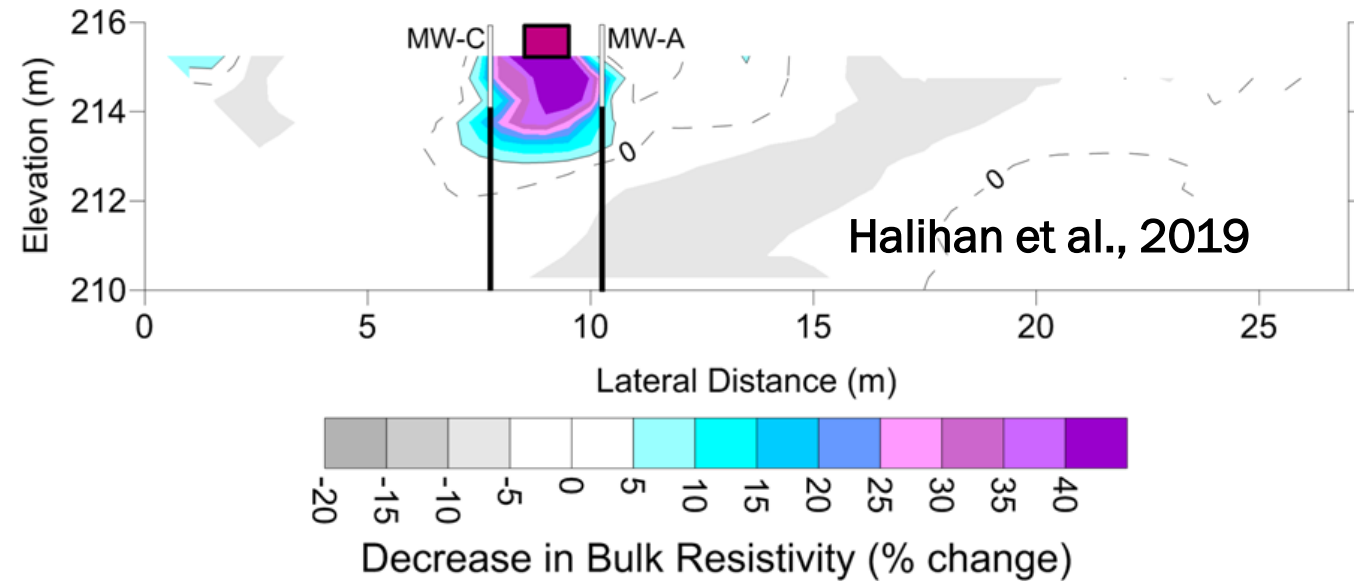 Elevation (m)
216
214
212
210
MW-C
MW-A
0
0
Halihan et al., 2019
0 5 10 15 20 25
Lateral Distance (m)
-20 -15 -10 -5 0 5 10 15 20 25 30 35 40
Decrease in Bulk Resistivity (% change)